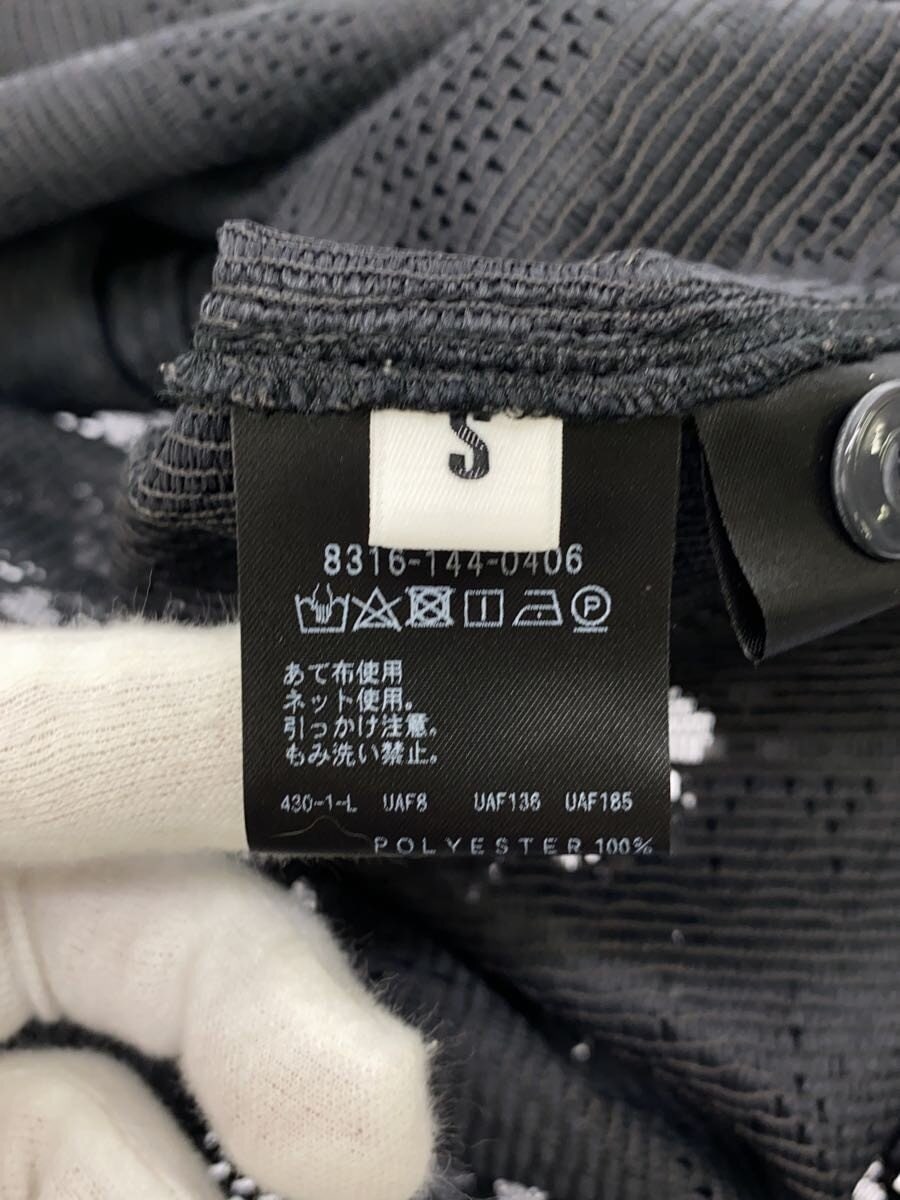 S
8316-144-0406
P
あて布使用
ネット使用。
引っかけ注意。
もみ洗い禁止。
430-1-L UAF8 UAF136 UAF185
POLYESTER 100%